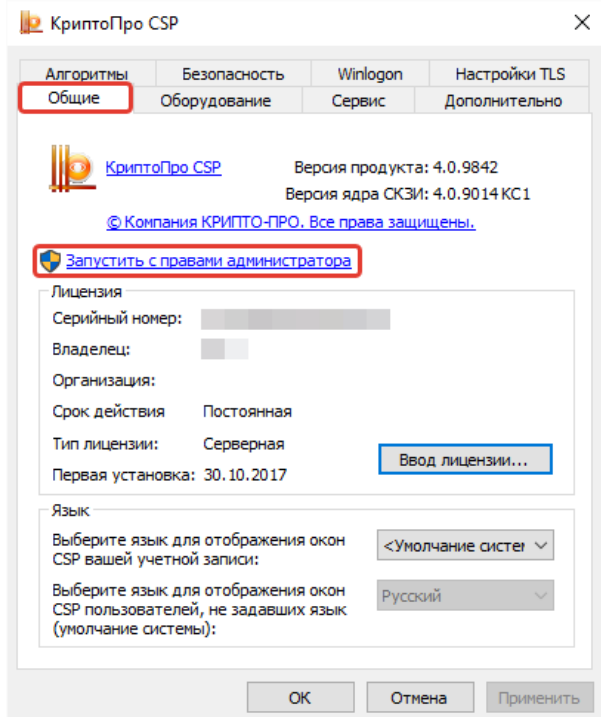 КриптоПро CSP
Алгоритмы Безопасность Winlogon Настройки TLS
Общие Оборудование Сервис Дополнительно
КриптоПро CSP Версия продукта: 4.0.9842
Версия ядра СКЗИ: 4.0.9014 КС1
© Компания КРИПТО-ПРО. Все права защищены.
Запустить с правами администратора
Лицензия
Серийный номер:
Владелец:
Организация:
Срок действия Постоянная
Тип лицензии: Серверная
Ввод лицензии...
Первая установка: 30.10.2017
Язык
Выберите язык для отображения окон
CSP вашей учетной записи:
<Умолчание систем
Выберите язык для отображения окон
CSP пользователей, не задавших язык
(умолчание системы):
Русский
ОК Отмена Применить